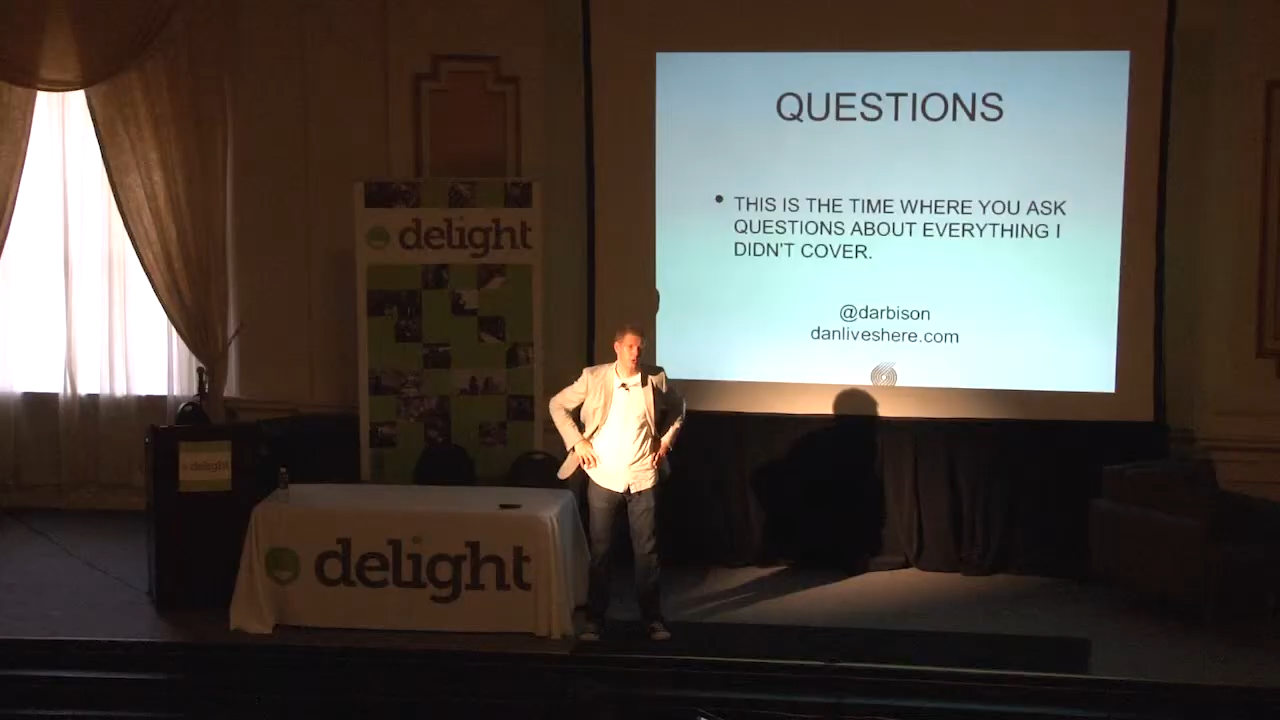 QUESTIONS
• THIS IS THE TIME WHERE YOU ASK
QUESTIONS ABOUT EVERYTHING I
DIDN'T COVER.
@darbison
danliveshere.com
delight
delight
delight